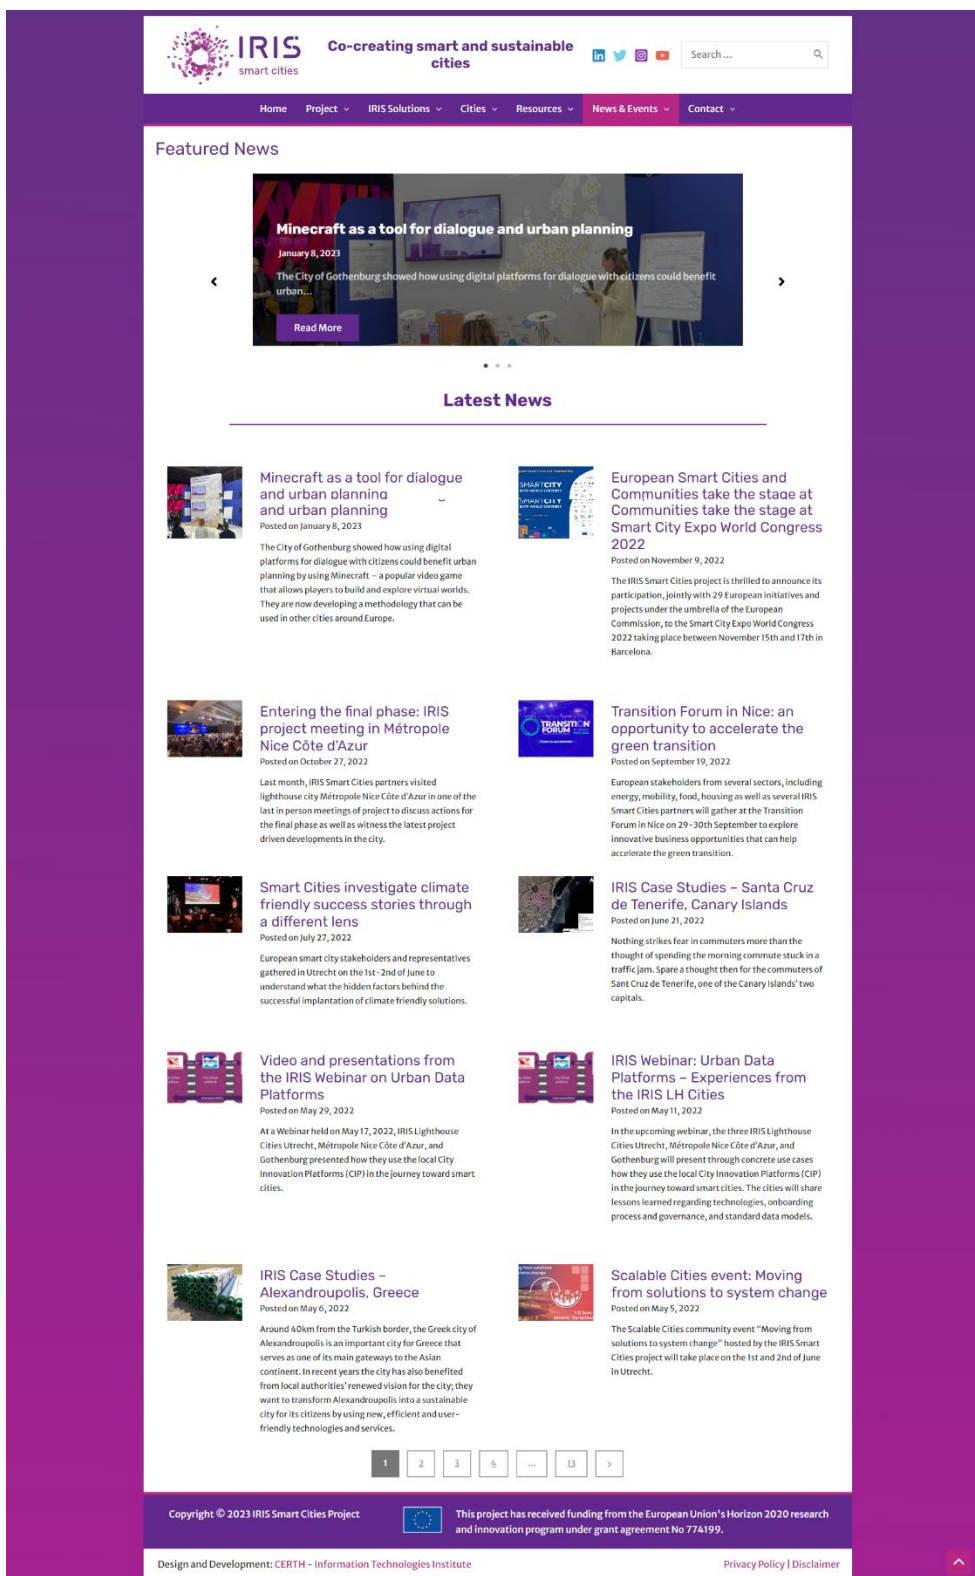 IRIS
smart cities
Co-creating smart and sustainable
cities
Search ...
Home Project IRIS Solutions Cities Resources News & Events Contact
Featured News
Minecraft as a tool for dialogue and urban planning
January 8, 2023
The City of Gothenburg showed how using digital platforms for dialogue with citizens could benefit
urban...
Read More
Latest News
Minecraft as a tool for dialogue
and urban planning
and urban planning
Posted on January 8, 2023
The City of Gothenburg showed how using digital
platforms for dialogue with citizens could benefit urban
planning by using Minecraft – a popular video game
that allows players to build and explore virtual worlds.
They are now developing a methodology that can be
used in other cities around Europe.
SMARTCITY
EXPO WORLD CONGRESS
SMARTCITY
EXPO WORLD CONGRESS
European Smart Cities and
Communities take the stage at
Communities take the stage at
Smart City Expo World Congress
2022
Posted on November 9, 2022
The IRIS Smart Cities project is thrilled to announce its
participation, jointly with 29 European initiatives and
projects under the umbrella of the European
Commission, to the Smart City Expo World Congress
2022 taking place between November 15th and 17th in
Barcelona.
Entering the final phase: IRIS
project meeting in Métropole
Nice Côte d’Azur
Posted on October 27, 2022
Last month, IRIS Smart Cities partners visited
lighthouse city Métropole Nice Côte d’Azur in one of the
last in person meetings of project to discuss actions for
the final phase as well as witness the latest project
driven developments in the city.
TRANSITION
FORUM
Transition Forum in Nice: an
opportunity to accelerate the
green transition
Posted on September 19, 2022
European stakeholders from several sectors, including
energy, mobility, food, housing as well as several IRIS
Smart Cities partners will gather at the Transition
Forum in Nice on 29-30th September to explore
innovative business opportunities that can help
accelerate the green transition.
Smart Cities investigate climate
friendly success stories through
a different lens
Posted on July 27, 2022
European smart city stakeholders and representatives
gathered in Utrecht on the 1st-2nd of June to
understand what the hidden factors behind the
successful implantation of climate friendly solutions.
IRIS Case Studies – Santa Cruz
de Tenerife, Canary Islands
Posted on June 21, 2022
Nothing strikes fear in commuters more than the
thought of spending the morning commute stuck in a
traffic jam. Spare a thought then for the commuters of
Sant Cruz de Tenerife, one of the Canary Islands’ two
capitals.
Video and presentations from
the IRIS Webinar on Urban Data
Platforms
Posted on May 29, 2022
At a Webinar held on May 17, 2022, IRIS Lighthouse
Cities Utrecht, Métropole Nice Côte d’Azur, and
Gothenburg presented how they use the local City
Innovation Platforms (CIP) in the journey toward smart
cities.
IRIS Webinar: Urban Data
Platforms – Experiences from
the IRIS LH Cities
Posted on May 11, 2022
In the upcoming webinar, the three IRIS Lighthouse
Cities Utrecht, Métropole Nice Côte d’Azur, and
Gothenburg will present through concrete use cases
how they use the local City Innovation Platforms (CIP)
in the journey toward smart cities. The cities will share
lessons learned regarding technologies, onboarding
process and governance, and standard data models.
IRIS Case Studies –
Alexandroupolis, Greece
Posted on May 6, 2022
Around 40km from the Turkish border, the Greek city of
Alexandroupolis is an important city for Greece that
serves as one of its main gateways to the Asian
continent. In recent years the city has also benefited
from local authorities’ renewed vision for the city; they
want to transform Alexandroupolis into a sustainable
city for its citizens by using new, efficient and user-
friendly technologies and services.
Scalable Cities event: Moving
from solutions to system change
Posted on May 5, 2022
The Scalable Cities community event “Moving from
solutions to system change” hosted by the IRIS Smart
Cities project will take place on the 1st and 2nd of June
in Utrecht.
1 2 3 4 ... 13 >
Copyright © 2023 IRIS Smart Cities Project
This project has received funding from the European Union's Horizon 2020 research
and innovation program under grant agreement No 774199.
Design and Development: CERTH - Information Technologies Institute
Privacy Policy | Disclaimer